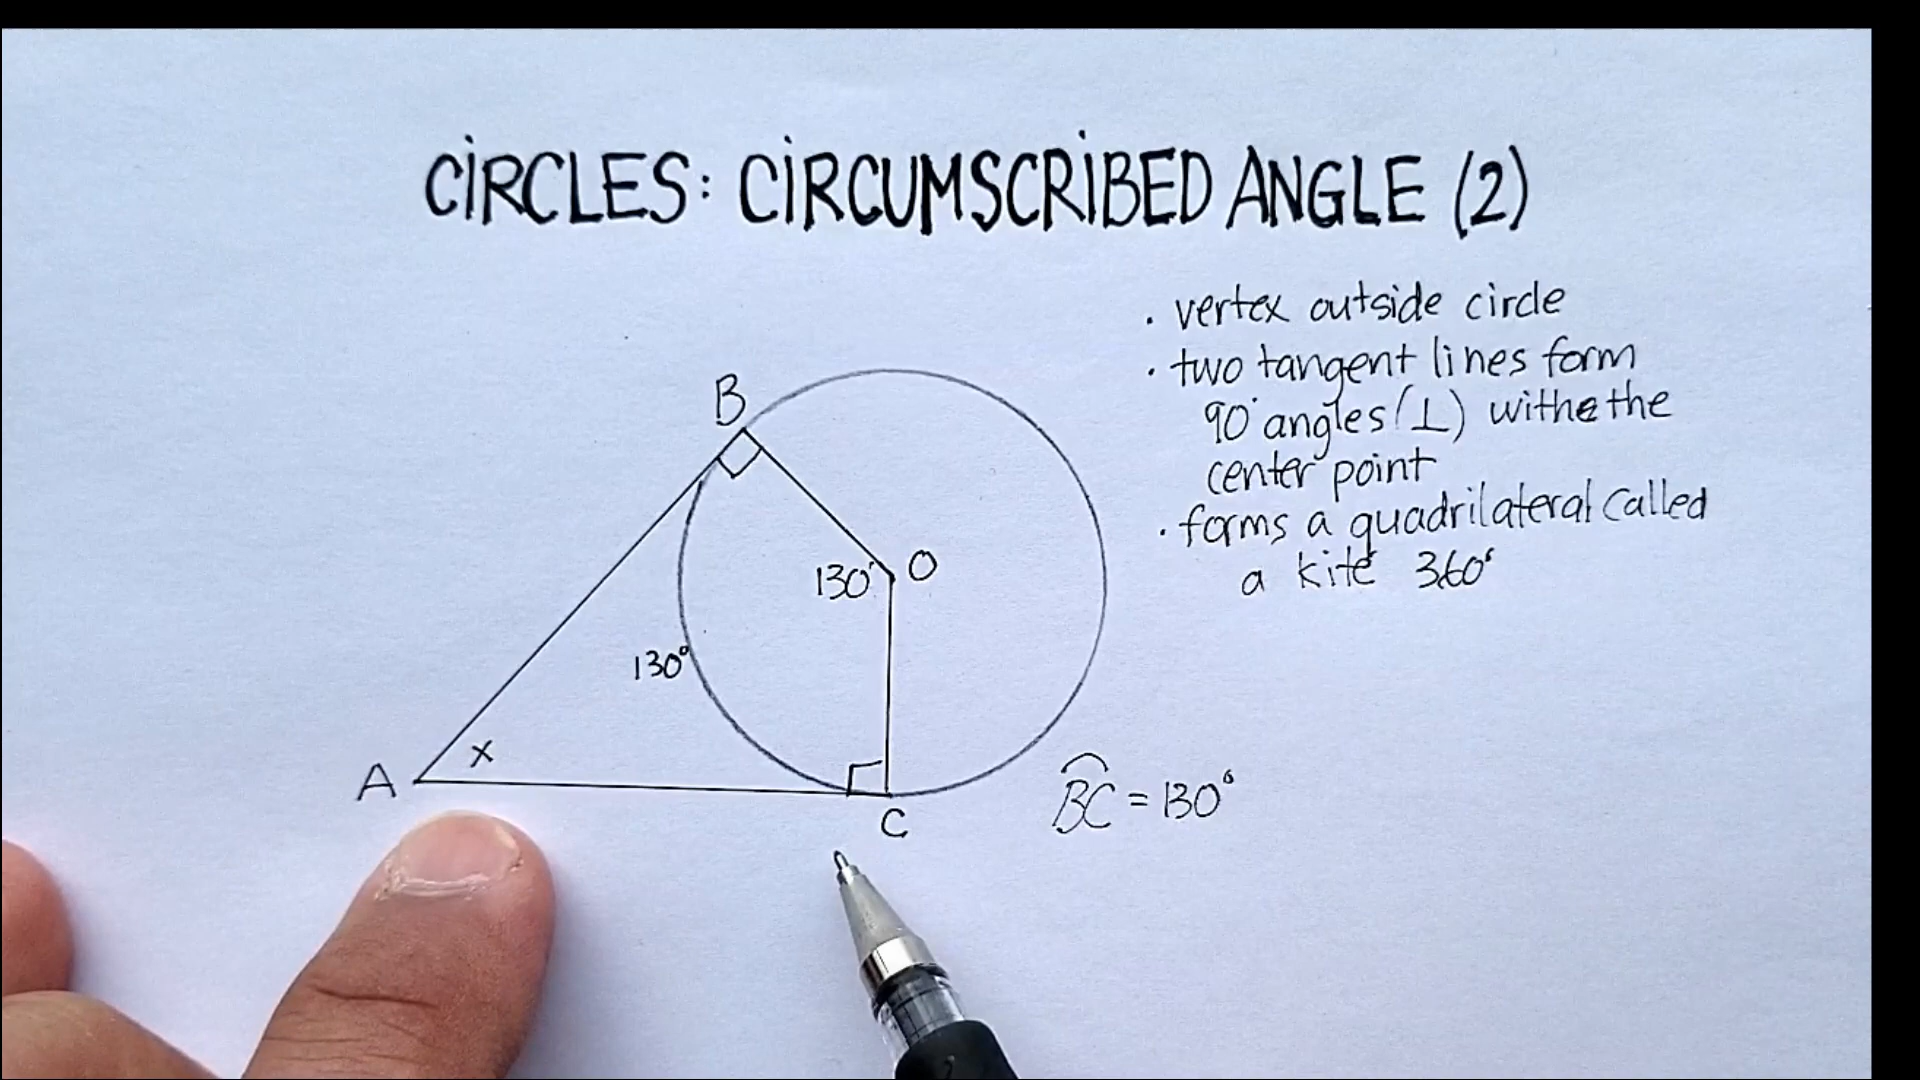 CIRCLES: CIRCUMSCRIBED ANGLE (2)
• vertex outside circle
• two tangent lines form
90° angles (⊥) with the
center point
• forms a quadrilateral called
a kite 360°
B
130° O
130°
A x
C
BC = 130°